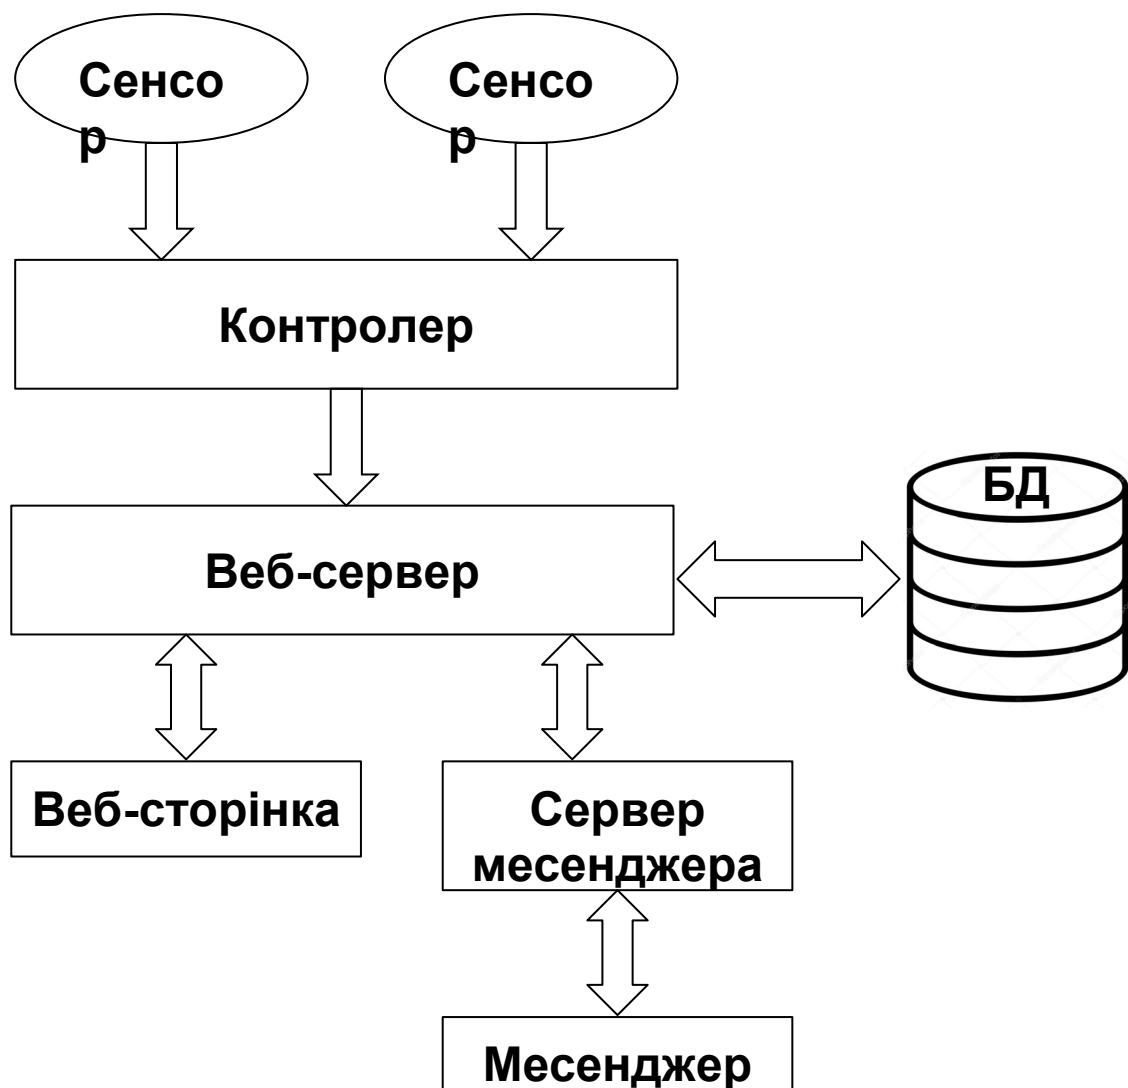 Сенсо
р
Сенсо
р
Контролер
БД
Веб-сервер
Веб-сторінка
Сервер
месенджера
Месенджер